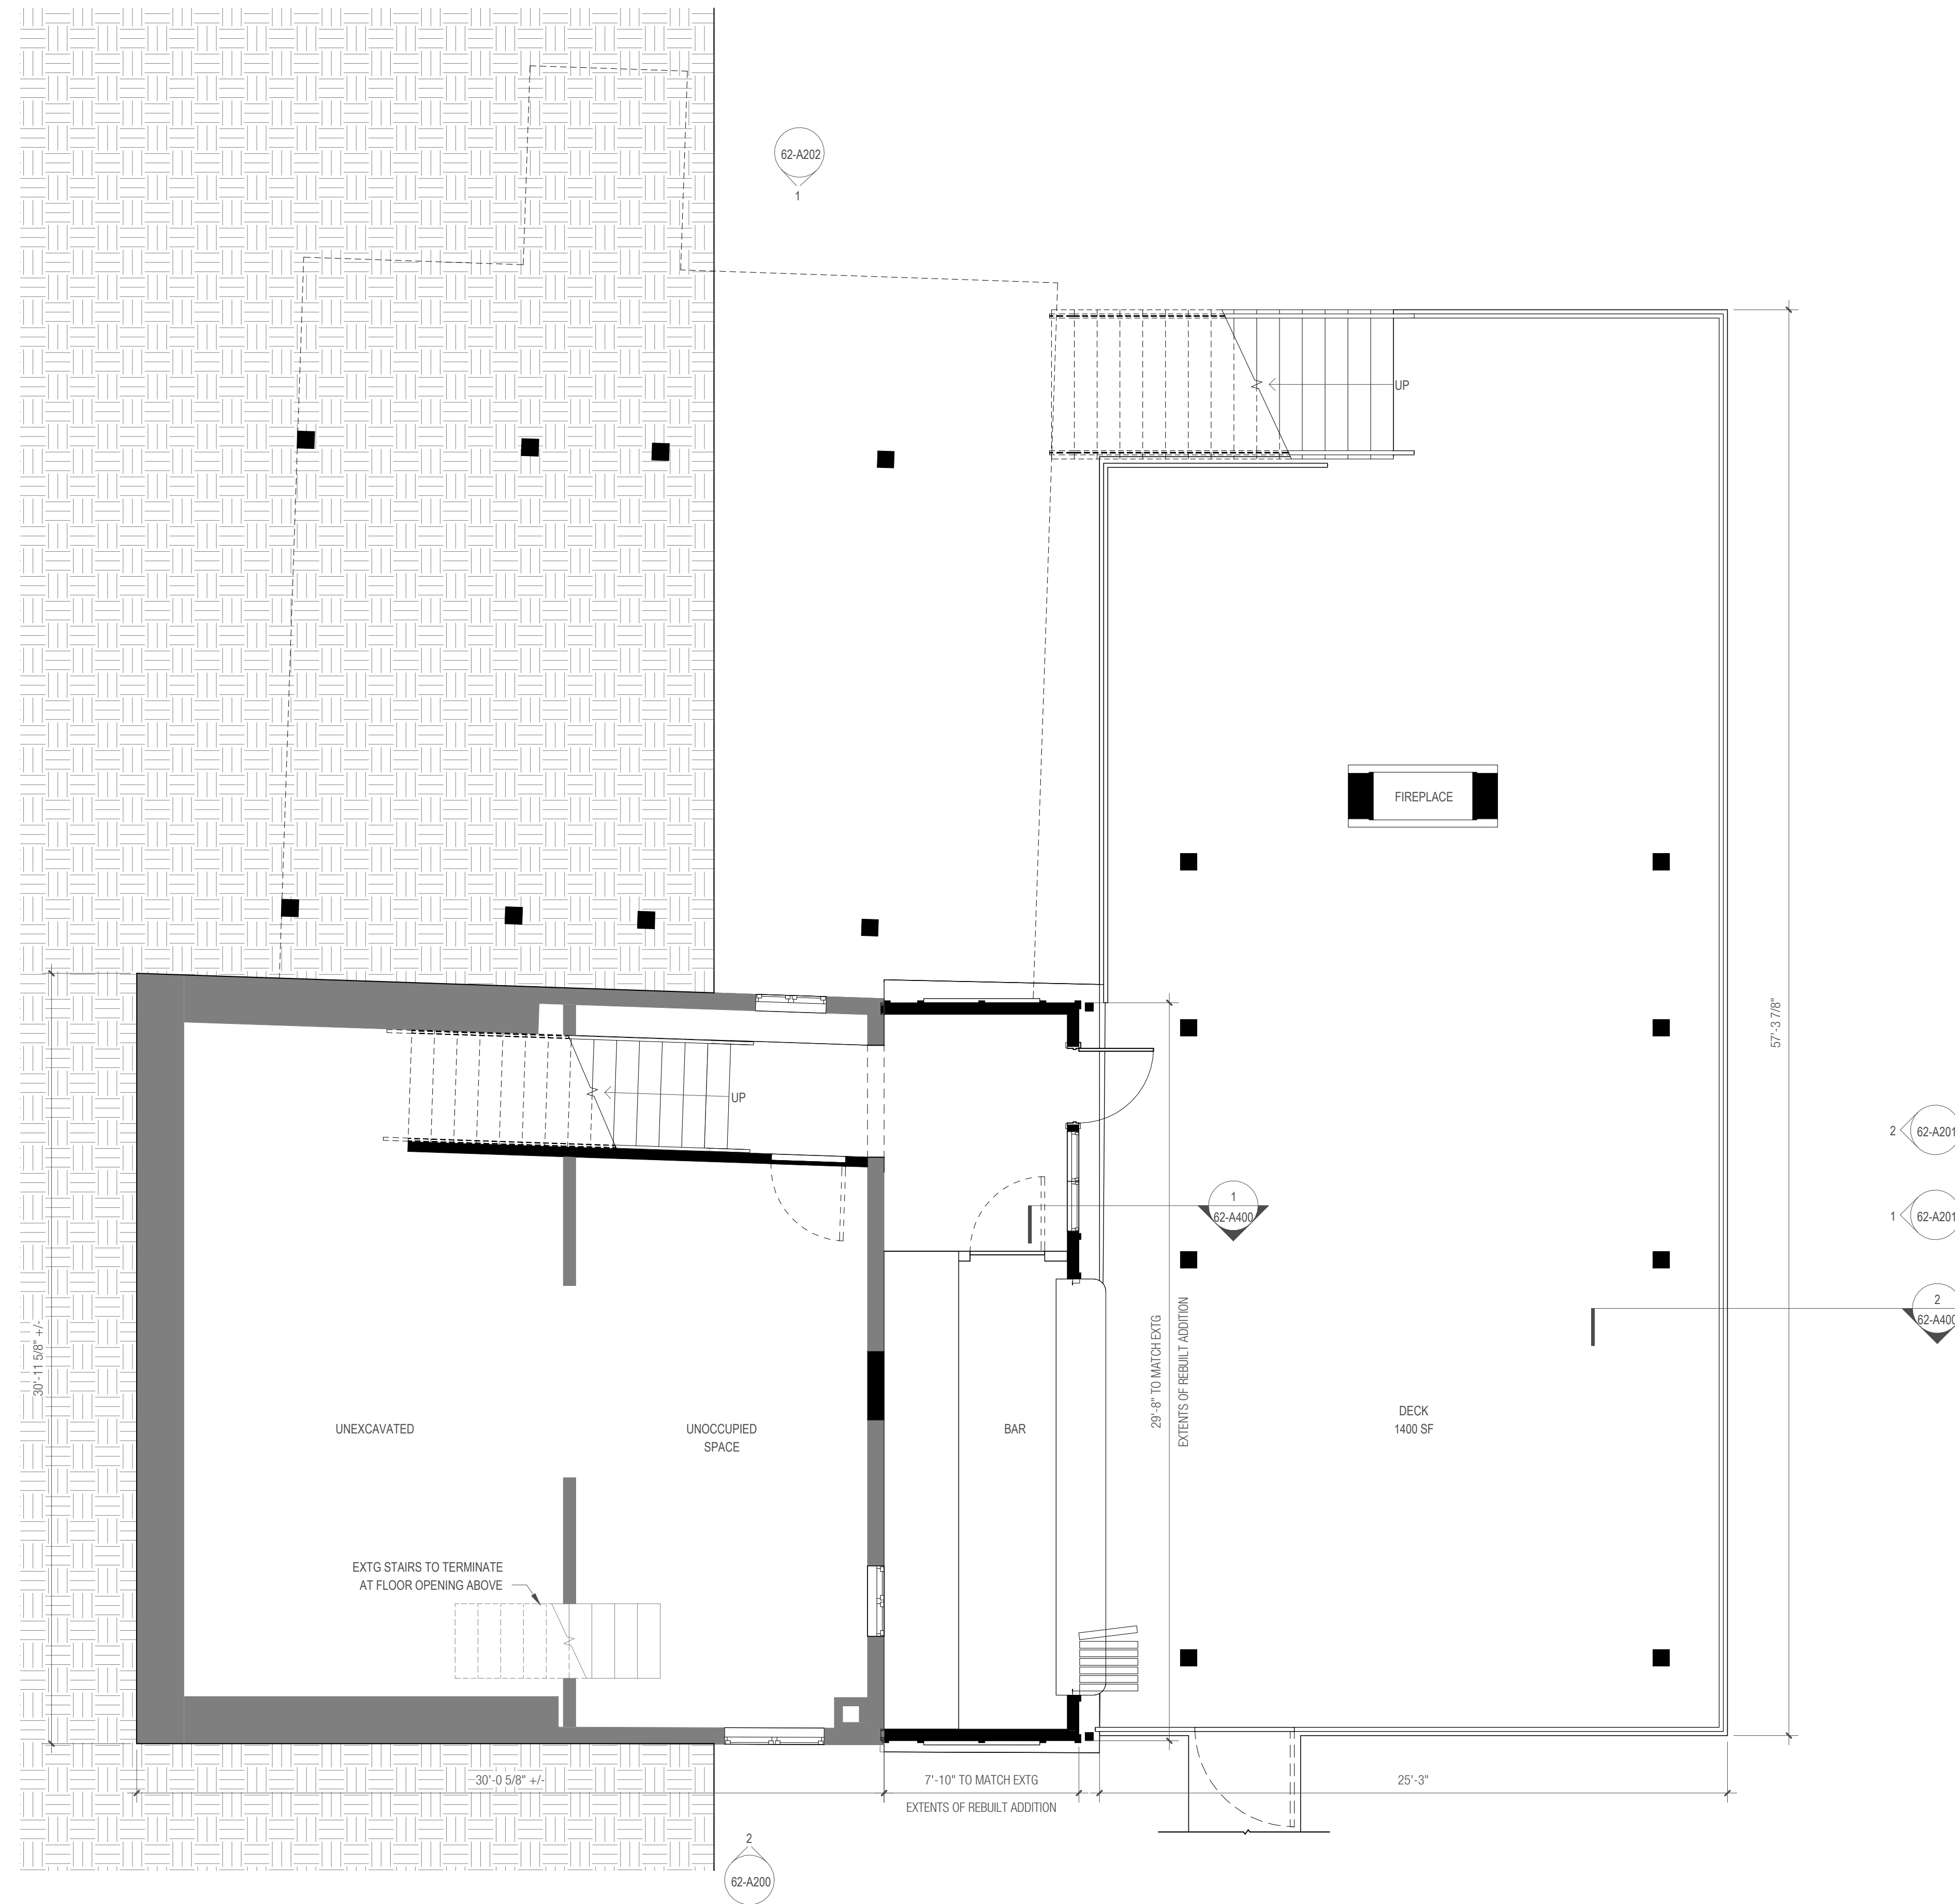 62-A202
1
UP
FIREPLACE
57'-3 7/8"
UP
2
62-A201
1
62-A400
1
62-A201
2
62-A400
30'-11 5/8" +/-
29'-8" TO MATCH EXTG
EXTENTS OF REBUILT ADDITION
UNEXCAVATED
UNOCCUPIED
SPACE
BAR
DECK
1400 SF
EXTG STAIRS TO TERMINATE
AT FLOOR OPENING ABOVE
30'-0 5/8" +/-
7'-10" TO MATCH EXTG
EXTENTS OF REBUILT ADDITION
25'-3"
2
62-A200